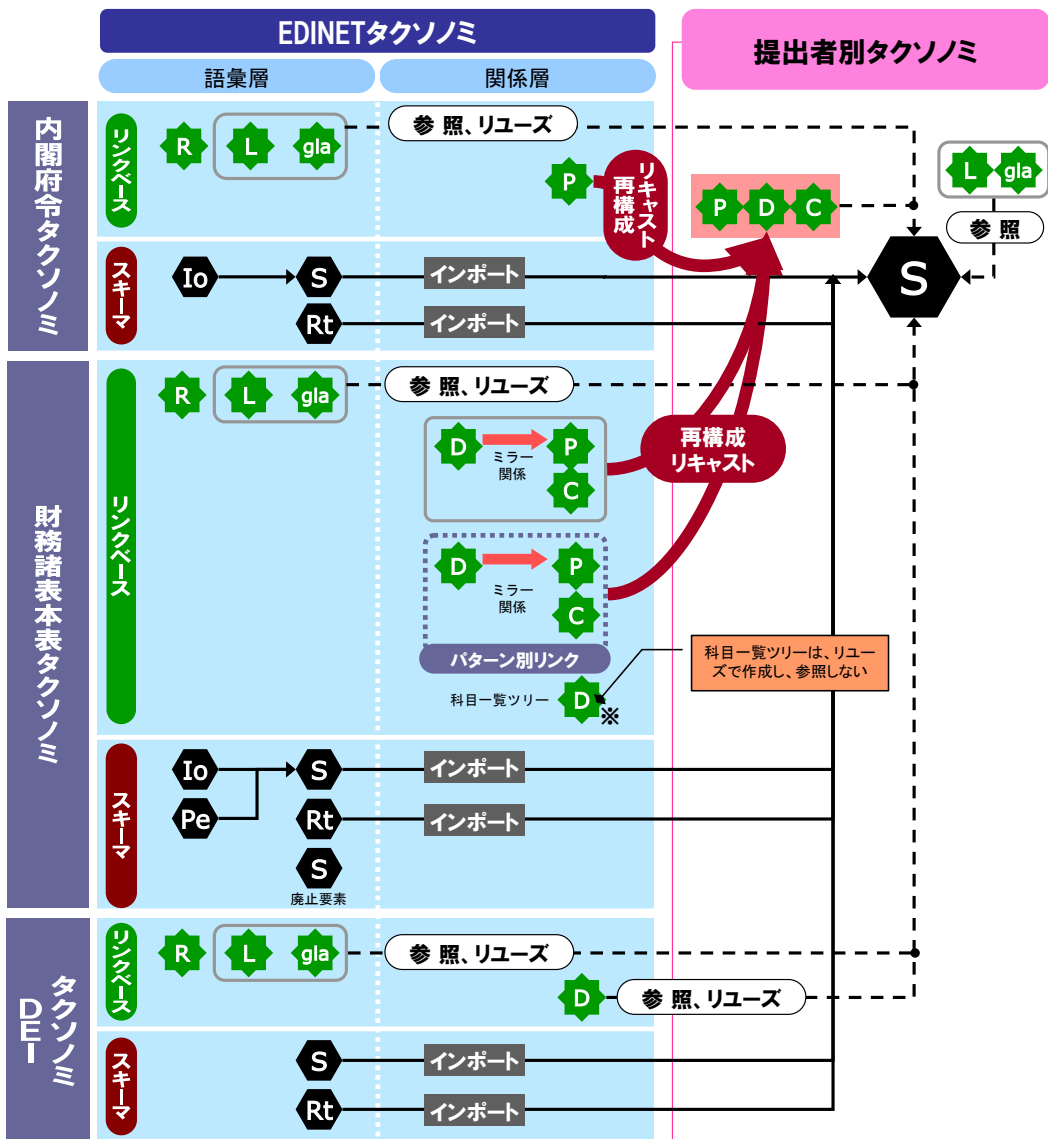 EDINETタクソノミ
提出者別タクソノミ
語彙層
関係層
内閣府令タクソノミ
リンクベース
R
L
gla
参 照、リユーズ
P
リキャスト
再構成
P
D
C
L
gla
参 照
スキーマ
Io
S
インポート
S
Rt
インポート
財務諸表本表タクソノミ
リンクベース
R
L
gla
参 照、リユーズ
D
ミラー
関係
P
C
再構成
リキャスト
D
ミラー
関係
P
C
パターン別リンク
科目一覧ツリーは、リユー
ズで作成し、参照しない
科目一覧ツリー
D
※
スキーマ
Io
S
インポート
Pe
Rt
インポート
S
廃止要素
DEI
タクソノミ
リンクベース
R
L
gla
参 照、リユーズ
D
参 照、リユーズ
スキーマ
S
インポート
Rt
インポート